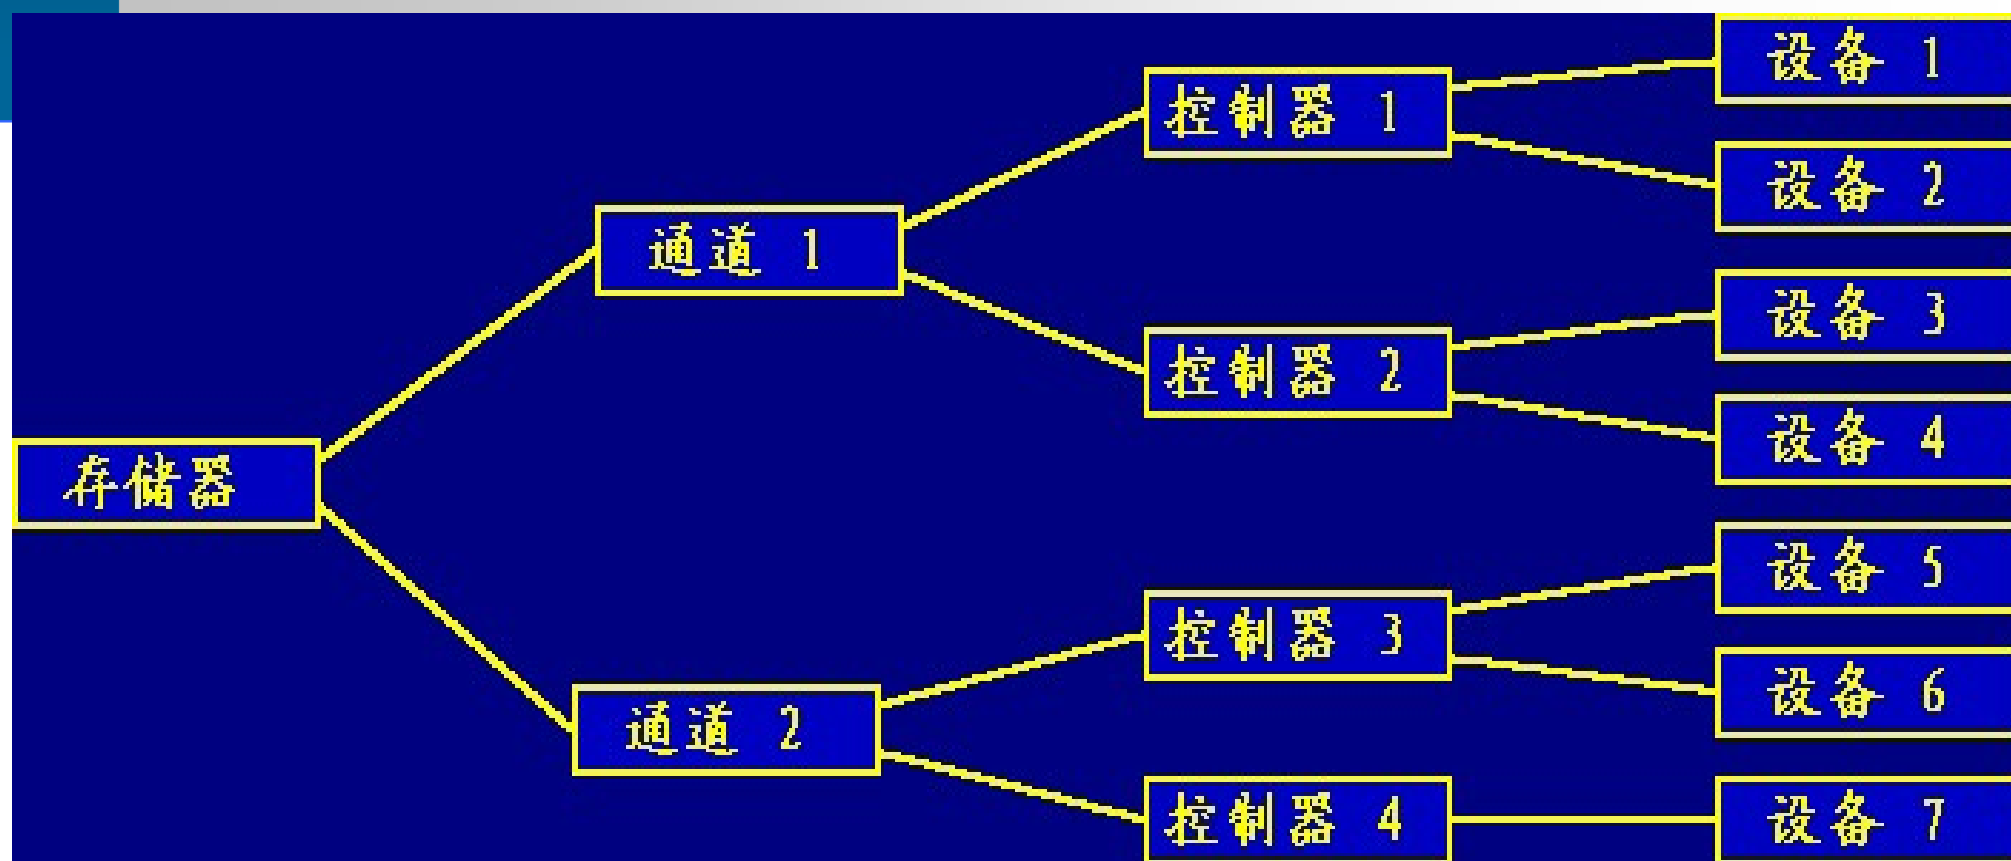 设备 1
控制器 1
设备 2
通道 1
设备 3
控制器 2
设备 4
存储器
设备 5
控制器 3
设备 6
通道 2
控制器 4
设备 7